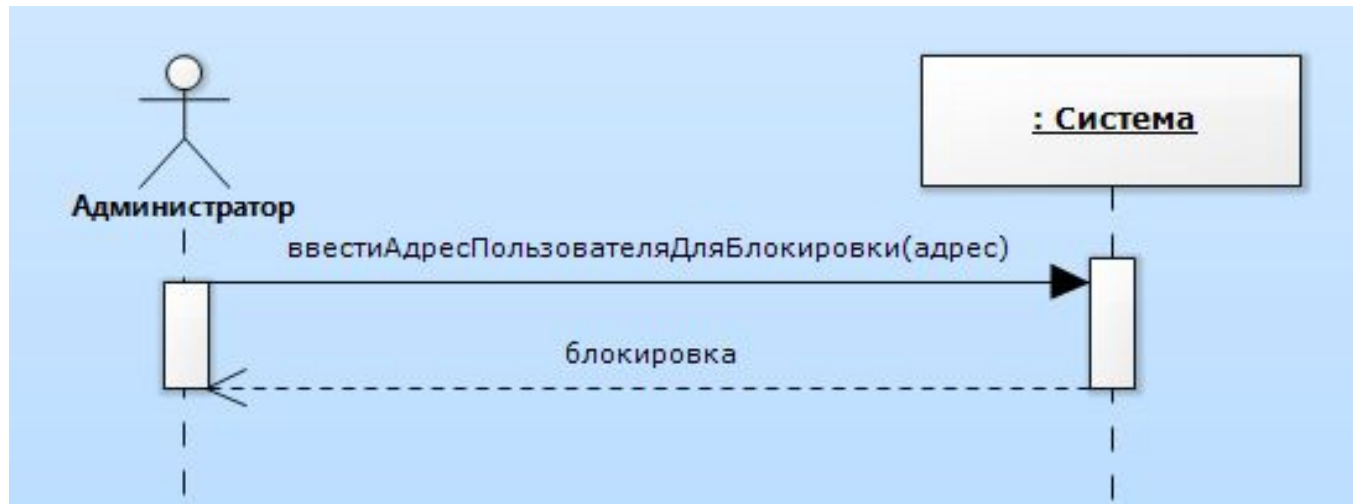 : Система
Администратор
ввестиАдресПользователяДляБлокировки(адрес)
блокировка